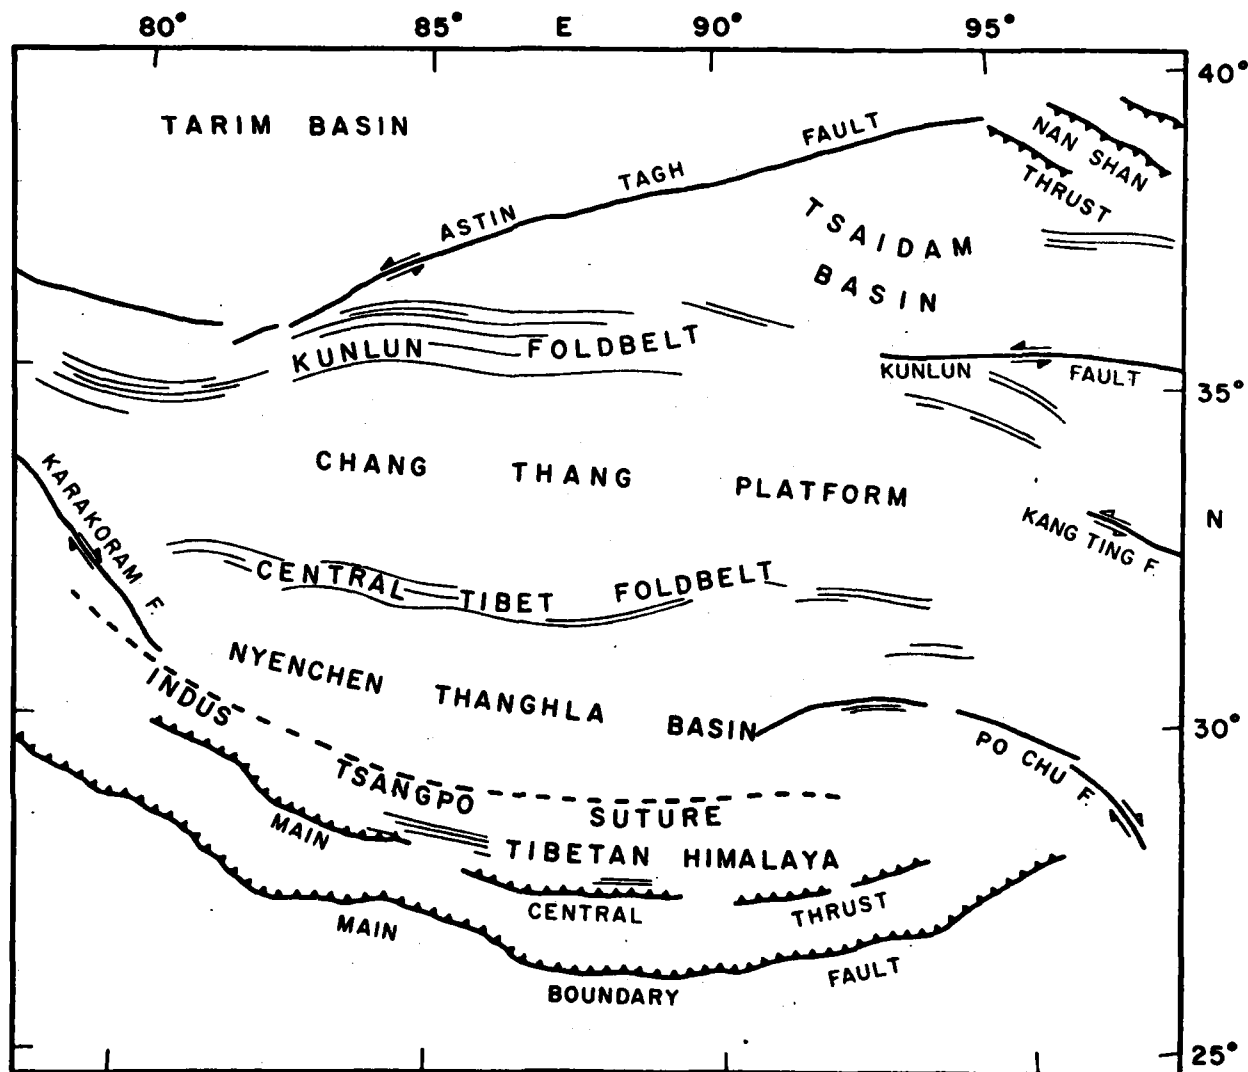 80° 85° E 90° 95°
40°
TARIM BASIN
ASTIN TAGH FAULT
NAN SHAN
THRUST
TSAIDAM
BASIN
KUNLUN FOLDBELT
KUNLUN FAULT
35°
CHANG THANG PLATFORM
KARAKORAM F.
KANG TING F.
N
CENTRAL TIBET FOLDBELT
NYENCHEN THANGHLA BASIN
30°
INDUS TSANGPO SUTURE
PO CHU F.
TIBETAN HIMALAYA
MAIN CENTRAL THRUST
MAIN BOUNDARY FAULT
25°